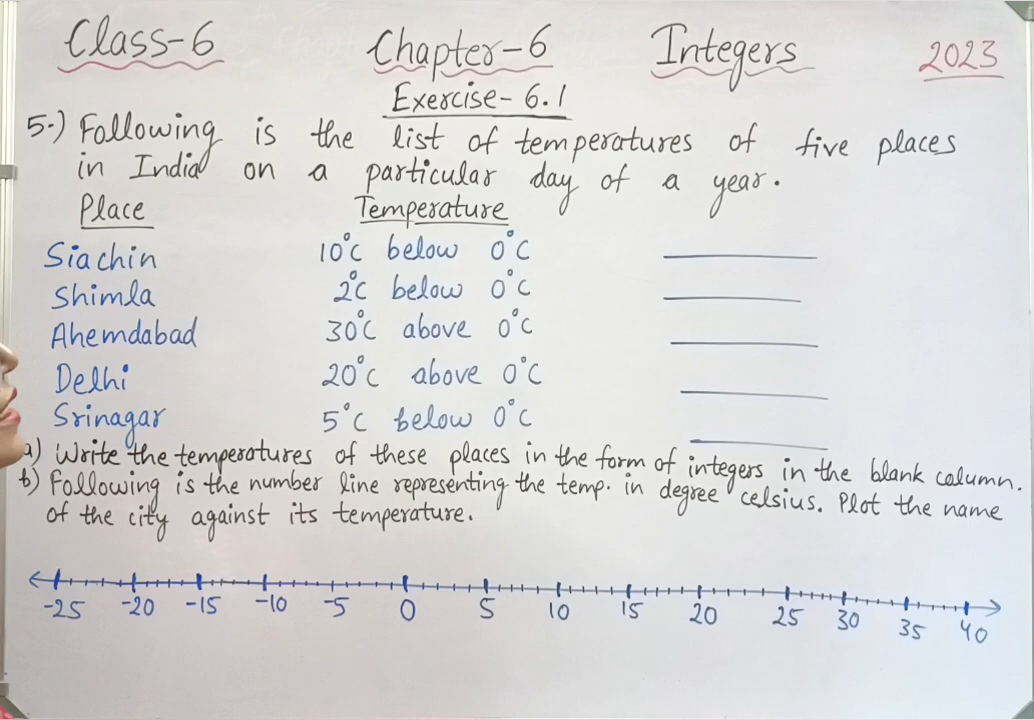 Class-6 Chapter-6 Integers 2023
Exercise- 6.1
5.) Following is the list of temperatures of five places
in India on a particular day of a year.
Place Temperature
Siachin 10°C below 0°C
Shimla 2°C below 0°C
Ahemdabad 30°C above 0°C
Delhi 20°C above 0°C
Srinagar 5°C below 0°C
a) Write the temperatures of these places in the form of integers in the blank column.
b) Following is the number line representing the temp. in degree celsius. Plot the name
of the city against its temperature.
-25 -20 -15 -10 -5 0 5 10 15 20 25 30 35 40